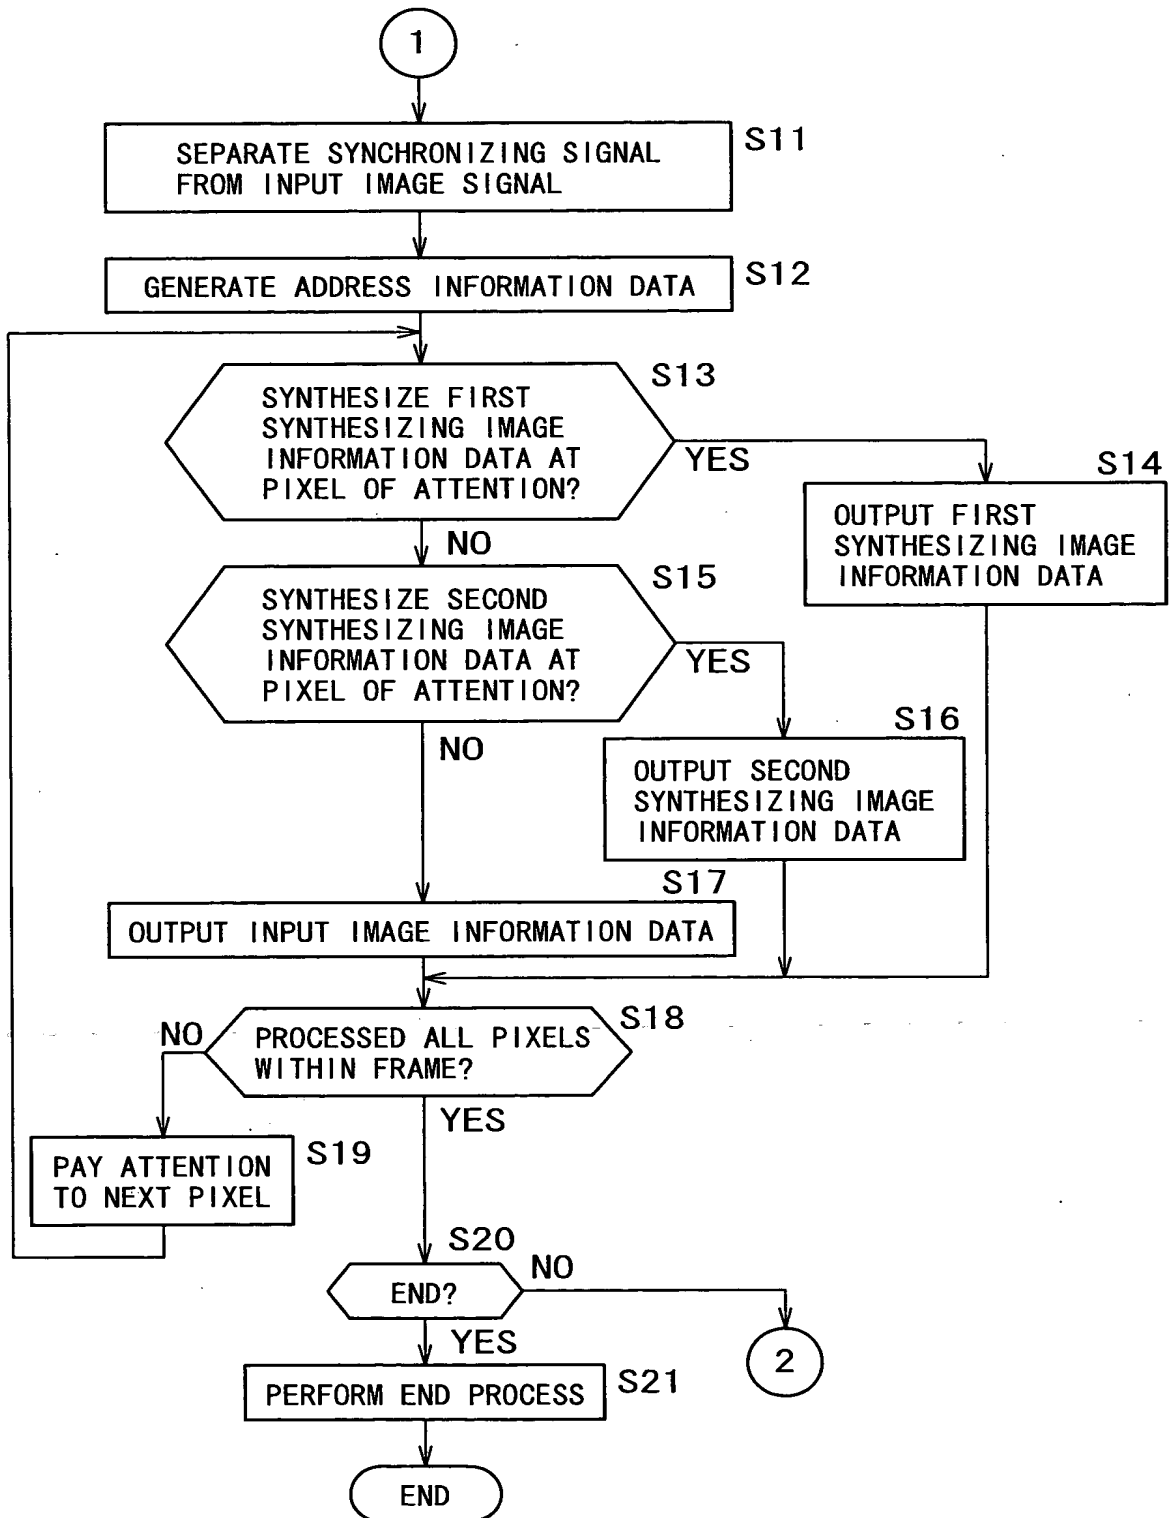 1
S11
SEPARATE SYNCHRONIZING SIGNAL
FROM INPUT IMAGE SIGNAL
S12
GENERATE ADDRESS INFORMATION DATA
S13
SYNTHESIZE FIRST
SYNTHESIZING IMAGE
INFORMATION DATA AT
PIXEL OF ATTENTION?
YES
S14
OUTPUT FIRST
SYNTHESIZING IMAGE
INFORMATION DATA
NO
S15
SYNTHESIZE SECOND
SYNTHESIZING IMAGE
INFORMATION DATA AT
PIXEL OF ATTENTION?
YES
S16
OUTPUT SECOND
SYNTHESIZING IMAGE
INFORMATION DATA
NO
S17
OUTPUT INPUT IMAGE INFORMATION DATA
S18
PROCESSED ALL PIXELS
WITHIN FRAME?
NO
YES
S19
PAY ATTENTION
TO NEXT PIXEL
S20
END?
NO
2
YES
S21
PERFORM END PROCESS
END